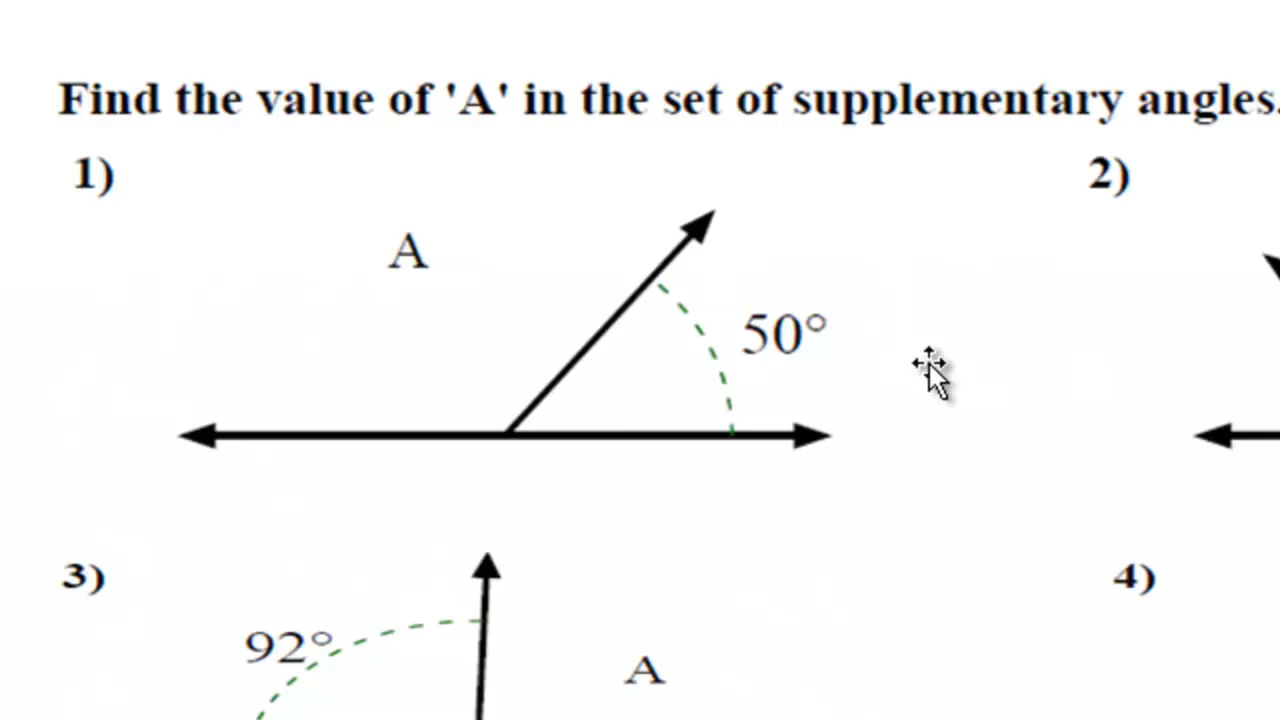 Find the value of 'A' in the set of supplementary angles.
1)
2)
A
50°
3)
4)
92°
A